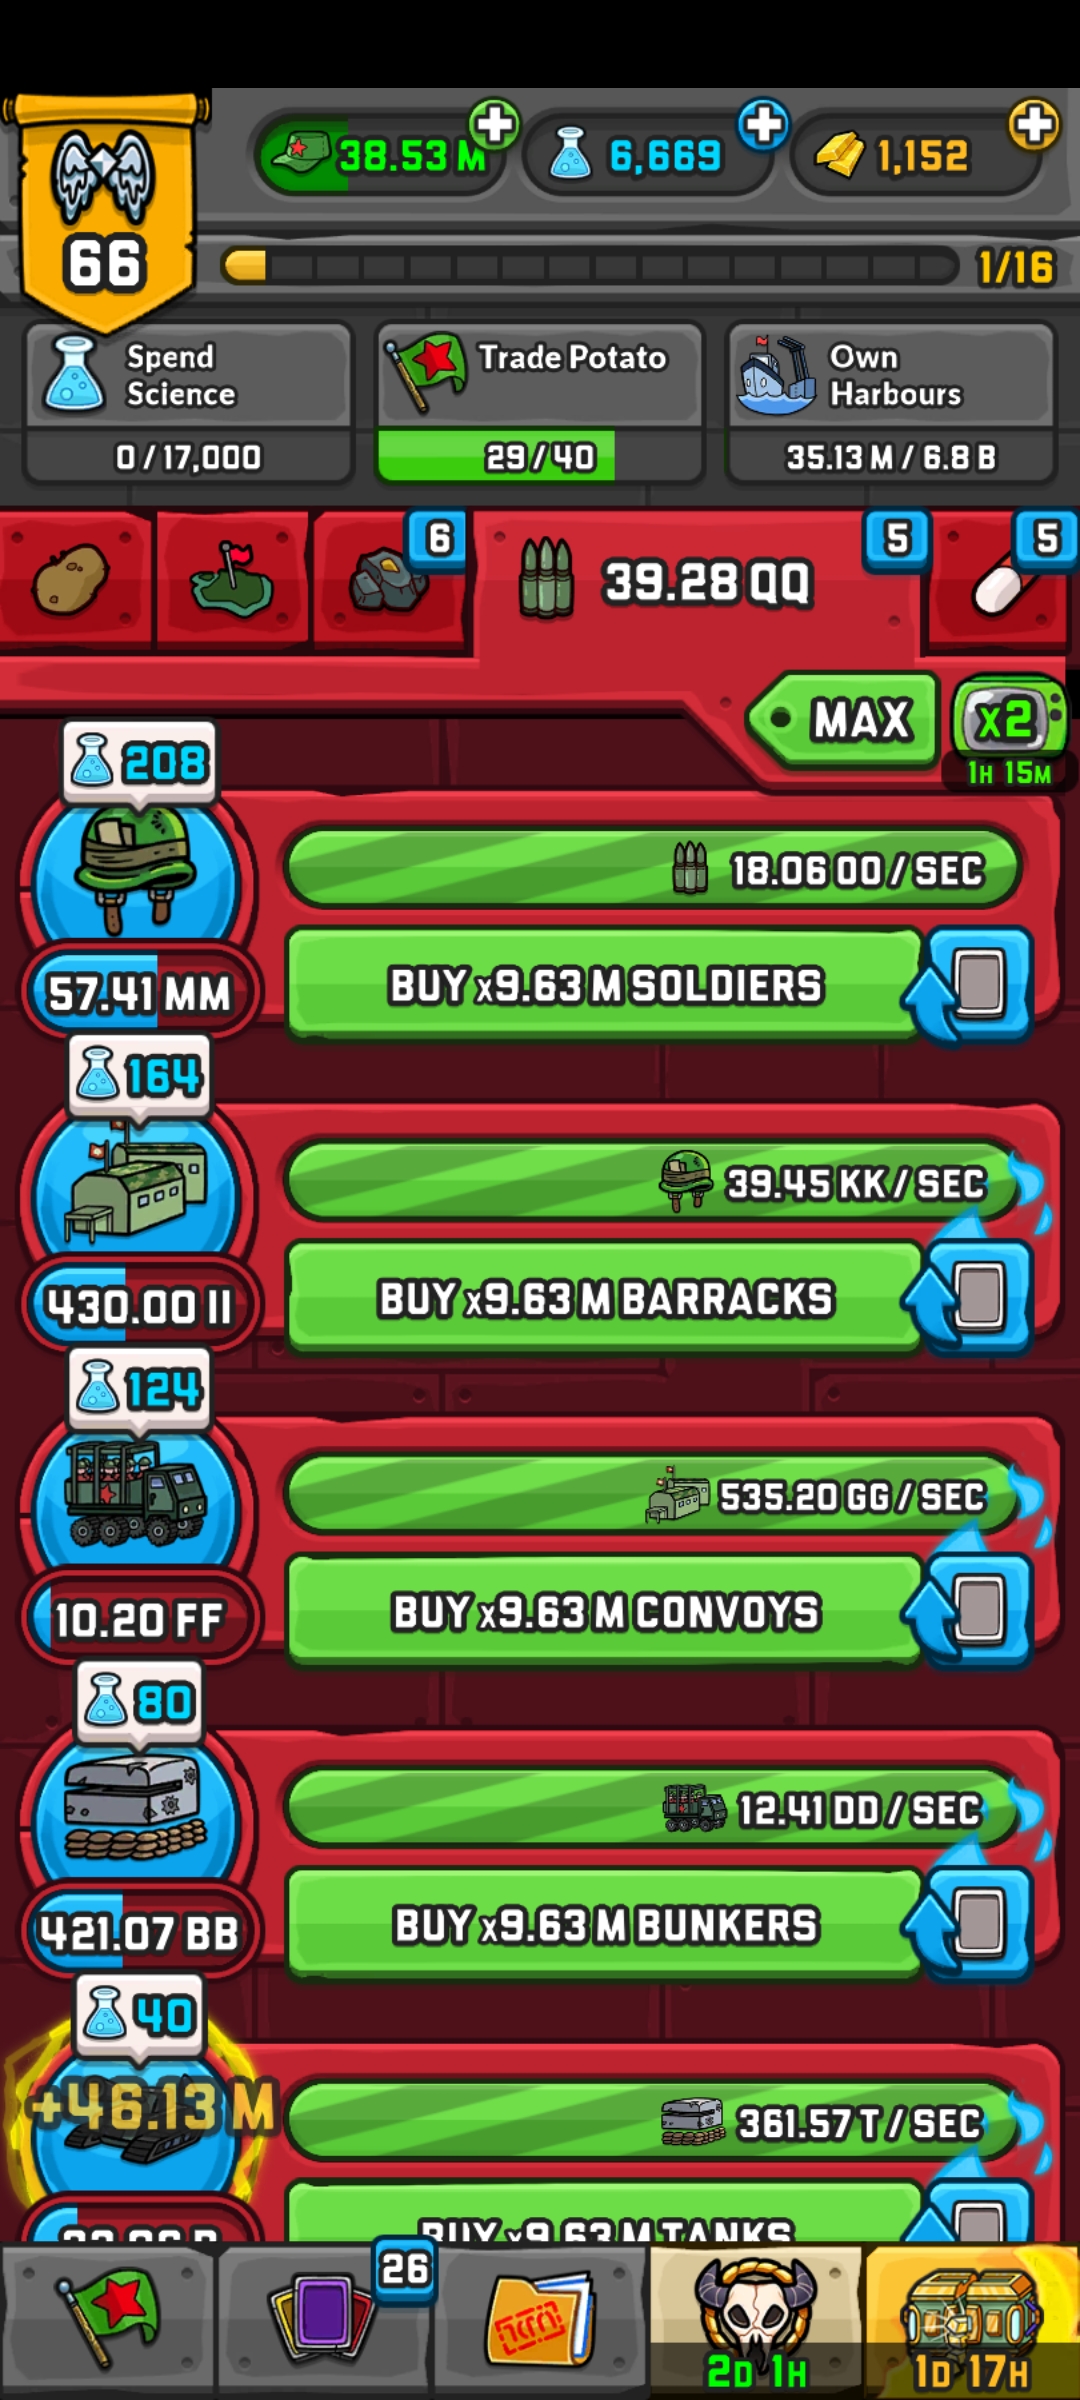 38.53 M
6,669
1,152
66
1/16
Spend
Science
0 / 17,000
Trade Potato
29 / 40
Own
Harbours
35.13 M / 6.8 B
6
39.28 QQ
5
5
MAX
x2
1H 15M
208
18.06 OO / SEC
57.41 MM
BUY x9.63 M SOLDIERS
164
39.45 KK / SEC
430.00 II
BUY x9.63 M BARRACKS
124
535.20 GG / SEC
10.20 FF
BUY x9.63 M CONVOYS
80
12.41 DD / SEC
421.07 BB
BUY x9.63 M BUNKERS
40
+46.13 M
361.57 T / SEC
BUY x9.63 M TANKS
26
2D 1H
1D 17H